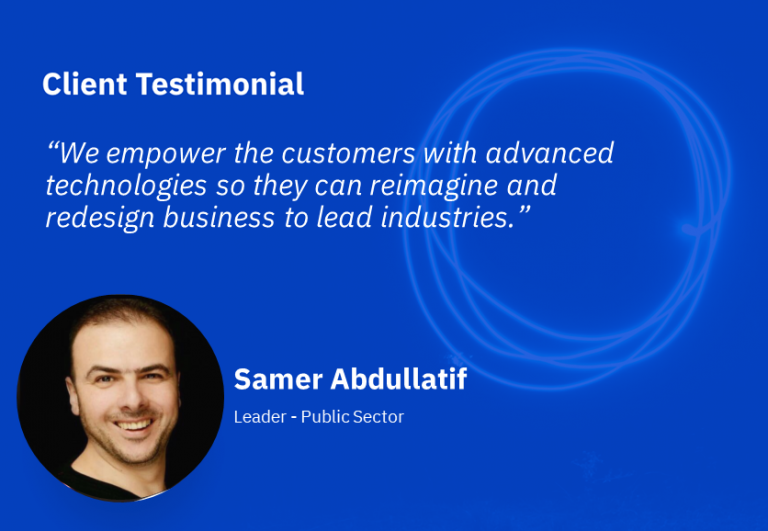 Client Testimonial
“We empower the customers with advanced
technologies so they can reimagine and
redesign business to lead industries.”
Samer Abdullatif
Leader - Public Sector